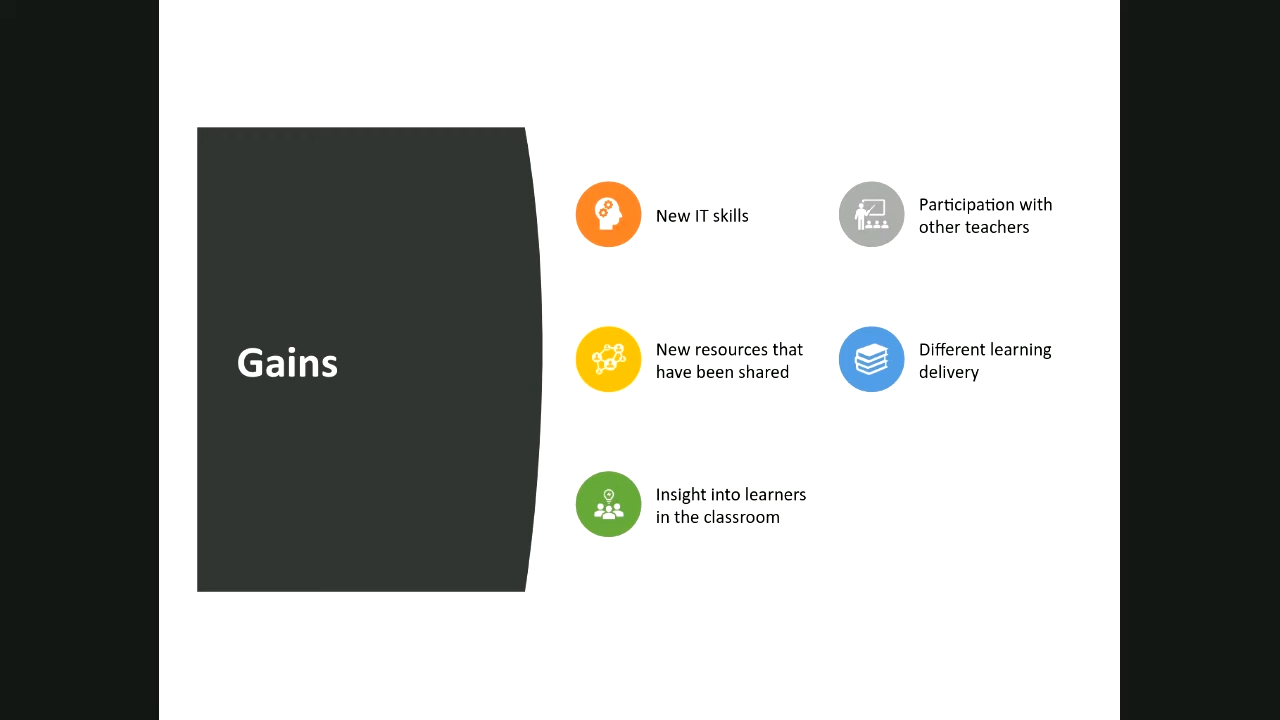 Gains
New IT skills
Participation with
other teachers
New resources that
have been shared
Different learning
delivery
Insight into learners
in the classroom